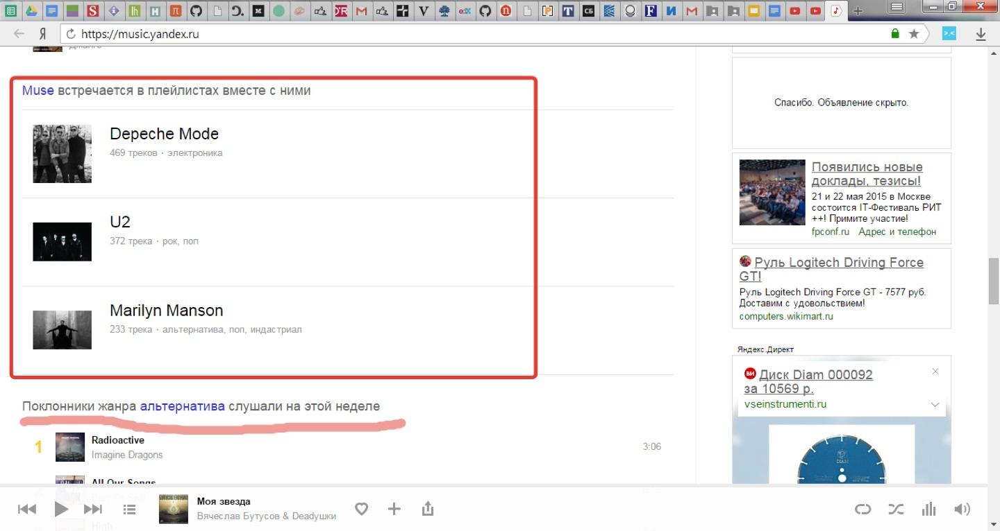 https://music.yandex.ru
Muse встречается в плейлистах вместе с ними
Depeche Mode
469 треков · электроника
U2
372 трека · рок, поп
Marilyn Manson
233 трека · альтернатива, поп, индастриал
Поклонники жанра альтернатива слушали на этой неделе
1
Radioactive
Imagine Dragons
3:06
All Our Songs
High
Спасибо. Объявление скрыто.
Появились новые
доклады, тезисы!
21 и 22 мая 2015 в Москве
состоится IT-Фестиваль РИТ
++! Примите участие!
fpconf.ru Адрес и телефон
Руль Logitech Driving Force
GT!
Руль Logitech Driving Force GT - 7577 руб.
Доставим с удовольствием!
computers.wikimart.ru
Яндекс.Директ
ВИ Диск Diam 000092
за 10569 р.
vseinstrumenti.ru
DIAM
Моя звезда
Вячеслав Бутусов & Deaдушки